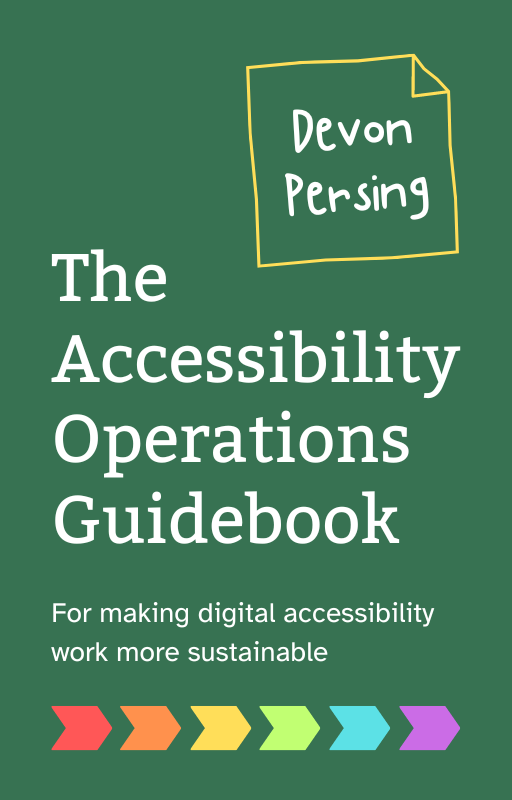 Devon
Persing
The
Accessibility
Operations
Guidebook
For making digital accessibility
work more sustainable